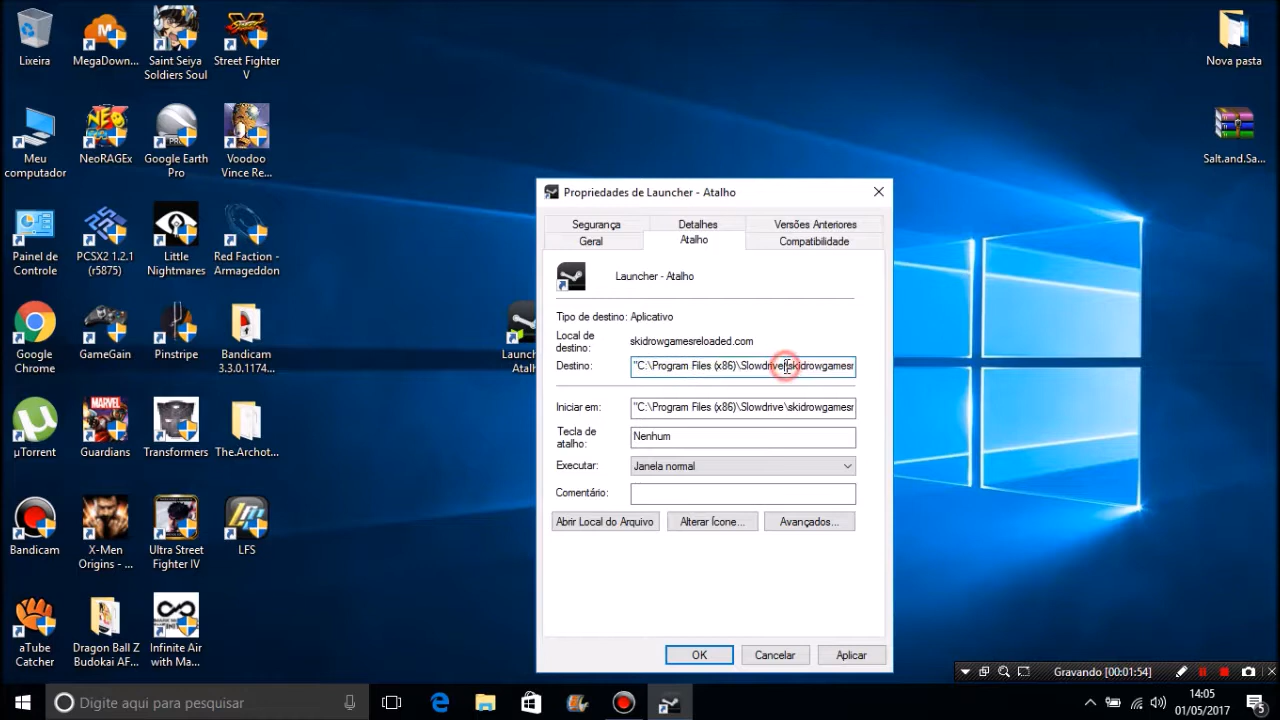 Lixeira
MegaDown...
Saint Seiya
Soldiers Soul
Street Fighter
V
Nova pasta
Meu
computador
NeoRAGEx
Google Earth
Pro
Voodoo
Vince Re...
Salt.and.Sa...
Painel de
Controle
PCSX2 1.2.1
(r5875)
Little
Nightmares
Red Faction -
Armageddon
Google
Chrome
GameGain
Pinstripe
Bandicam
3.3.0.1174...
µTorrent
Guardians
Transformers
The.Archot...
Bandicam
X-Men
Origins - ...
Ultra Street
Fighter IV
LFS
aTube
Catcher
Dragon Ball Z
Budokai AF...
Infinite Air
with Ma...
Launch
Atalh
Propriedades de Launcher - Atalho
Segurança
Detalhes
Versões Anteriores
Geral
Atalho
Compatibilidade
Launcher - Atalho
Tipo de destino: Aplicativo
Local de
destino:
skidrowgamesreloaded.com
Destino:
"C:\Program Files (x86)\Slowdrive\skidrowgamesr
Iniciar em:
"C:\Program Files (x86)\Slowdrive\skidrowgamesr
Tecla de
atalho:
Nenhum
Executar:
Janela normal
Comentário:
Abrir Local do Arquivo
Alterar Ícone...
Avançados...
OK
Cancelar
Aplicar
Gravando [00:01:54]
Digite aqui para pesquisar
14:05
01/05/2017
5